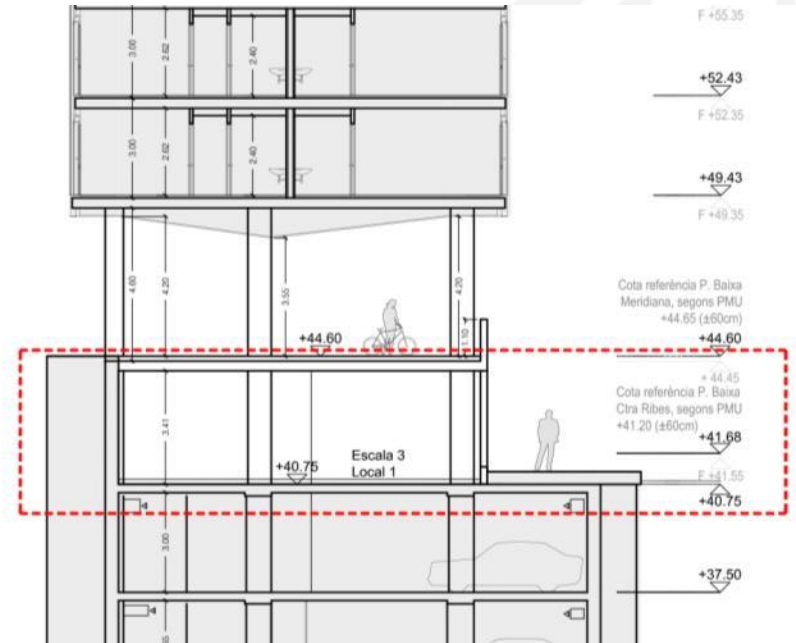 F +55.35
3.00
2.62
2.40
+52.43
F +52.35
3.00
2.62
2.40
+49.43
F +49.35
4.60
4.20
3.55
4.20
1.10
Cota referència P. Baixa
Meridiana, segons PMU
+44.65 (±60cm)
+44.60
+44.60
+ 44.45
Cota referència P. Baixa
Ctra Ribes, segons PMU
+41.20 (±60cm)
+41.68
3.41
Escala 3
Local 1
+40.75
F +41.55
+40.75
3.00
+37.50